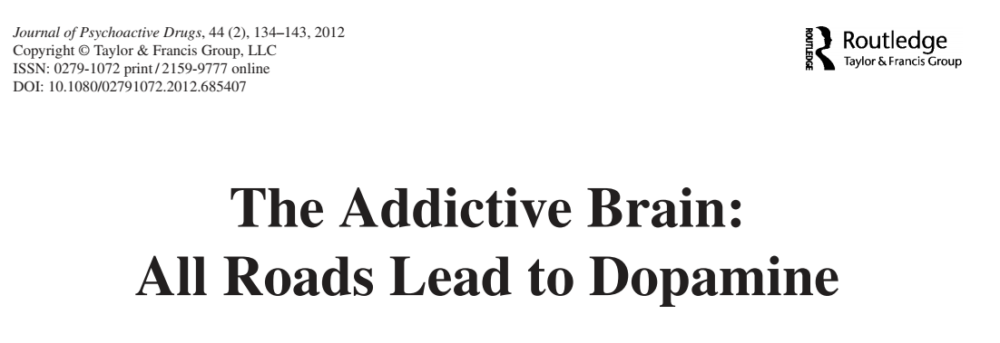 Journal of Psychoactive Drugs, 44 (2), 134–143, 2012
Copyright © Taylor & Francis Group, LLC
ISSN: 0279-1072 print / 2159-9777 online
DOI: 10.1080/02791072.2012.685407
ROUTLEDGE
Routledge
Taylor & Francis Group
The Addictive Brain:
All Roads Lead to Dopamine